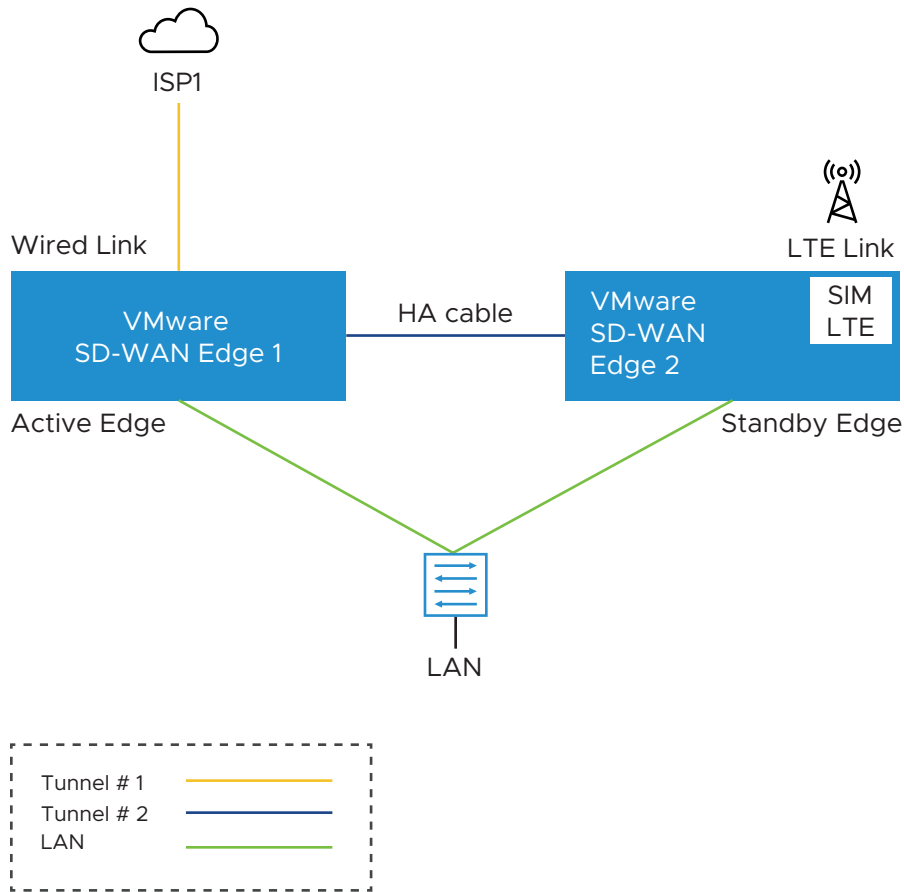 ISP1
Wired Link
LTE Link
VMware
SD-WAN Edge 1
HA cable
VMware
SD-WAN
Edge 2
SIM
LTE
Active Edge
Standby Edge
LAN
Tunnel # 1
Tunnel # 2
LAN